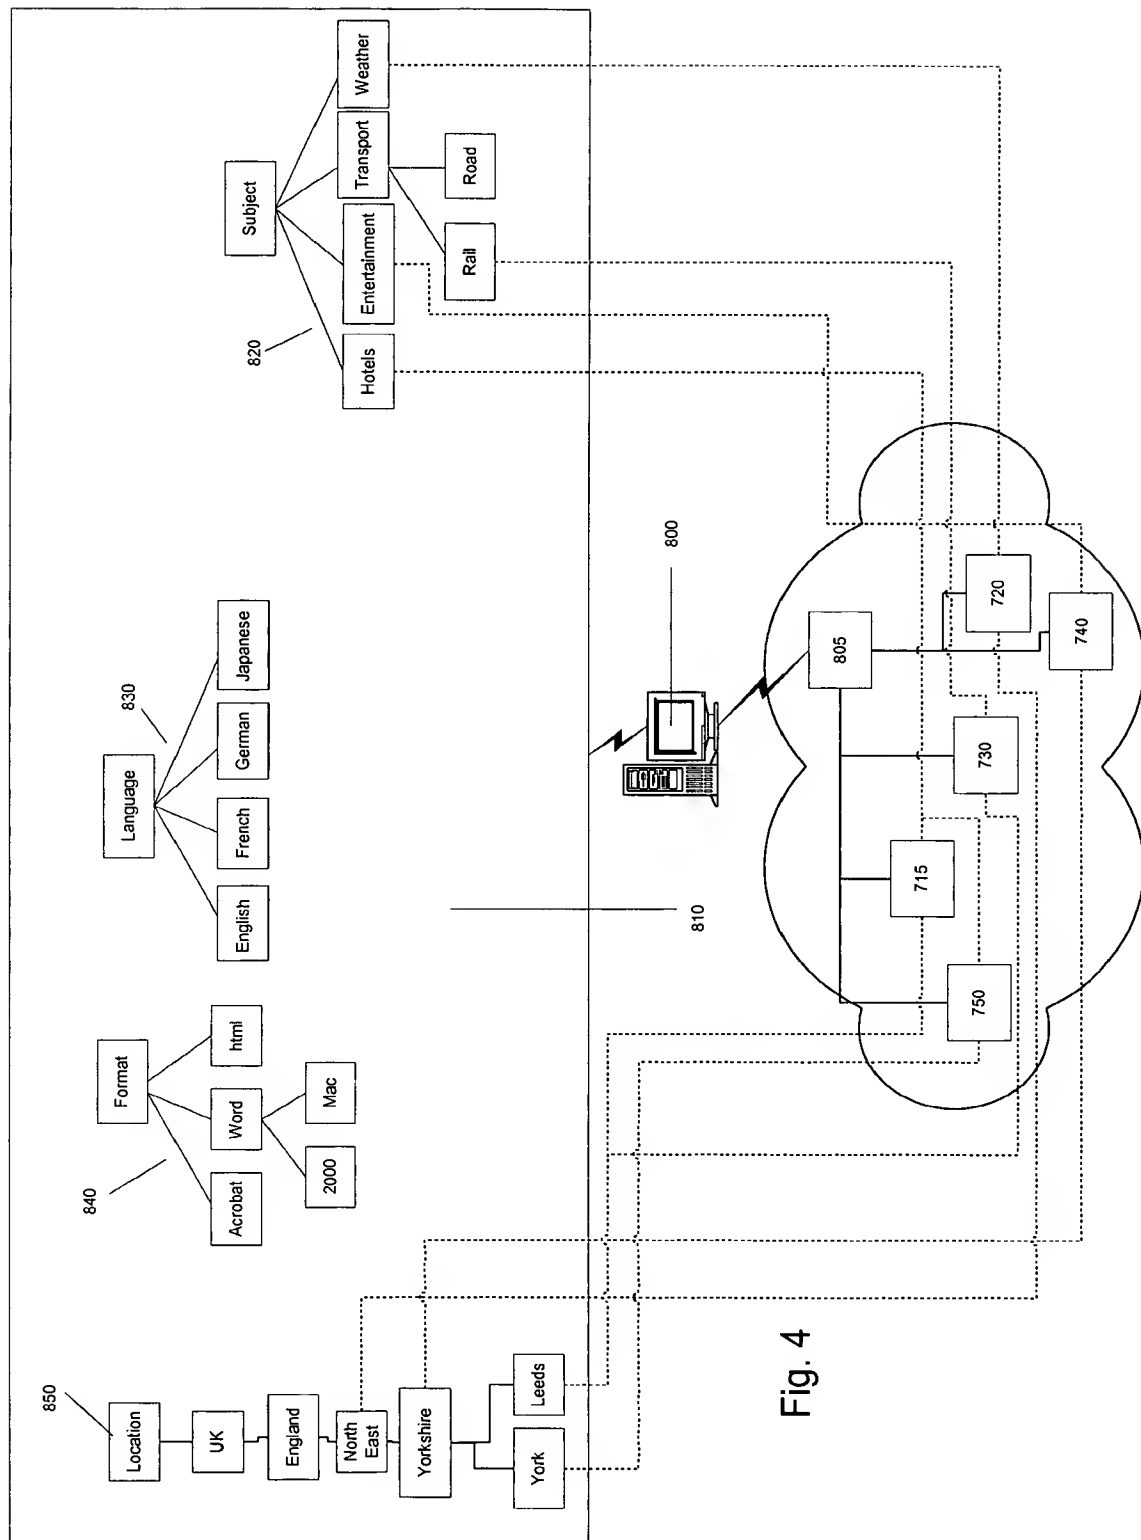 850
Location
UK
England
North
East
Yorkshire
York
Leeds
840
Format
Acrobat
Word
html
2000
Mac
830
Language
English
French
German
Japanese
820
Subject
Hotels
Entertainment
Transport
Weather
Rail
Road
810
800
805
750
715
730
720
740
Fig. 4